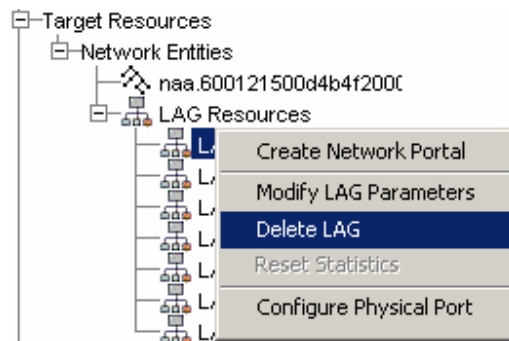 Target Resources
Network Entities
naa.600121500d4b4f2000
LAG Resources
Create Network Portal
Modify LAG Parameters
Delete LAG
Reset Statistics
Configure Physical Port